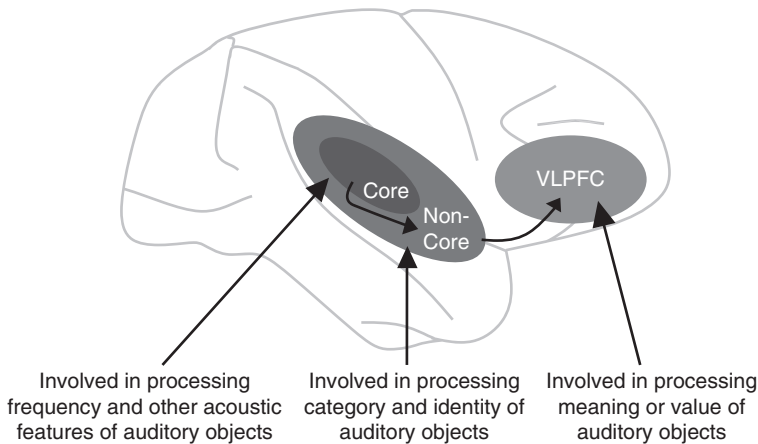 Core
Non-
Core
VLPFC
Involved in processing
frequency and other acoustic
features of auditory objects
Involved in processing
category and identity of
auditory objects
Involved in processing
meaning or value of
auditory objects